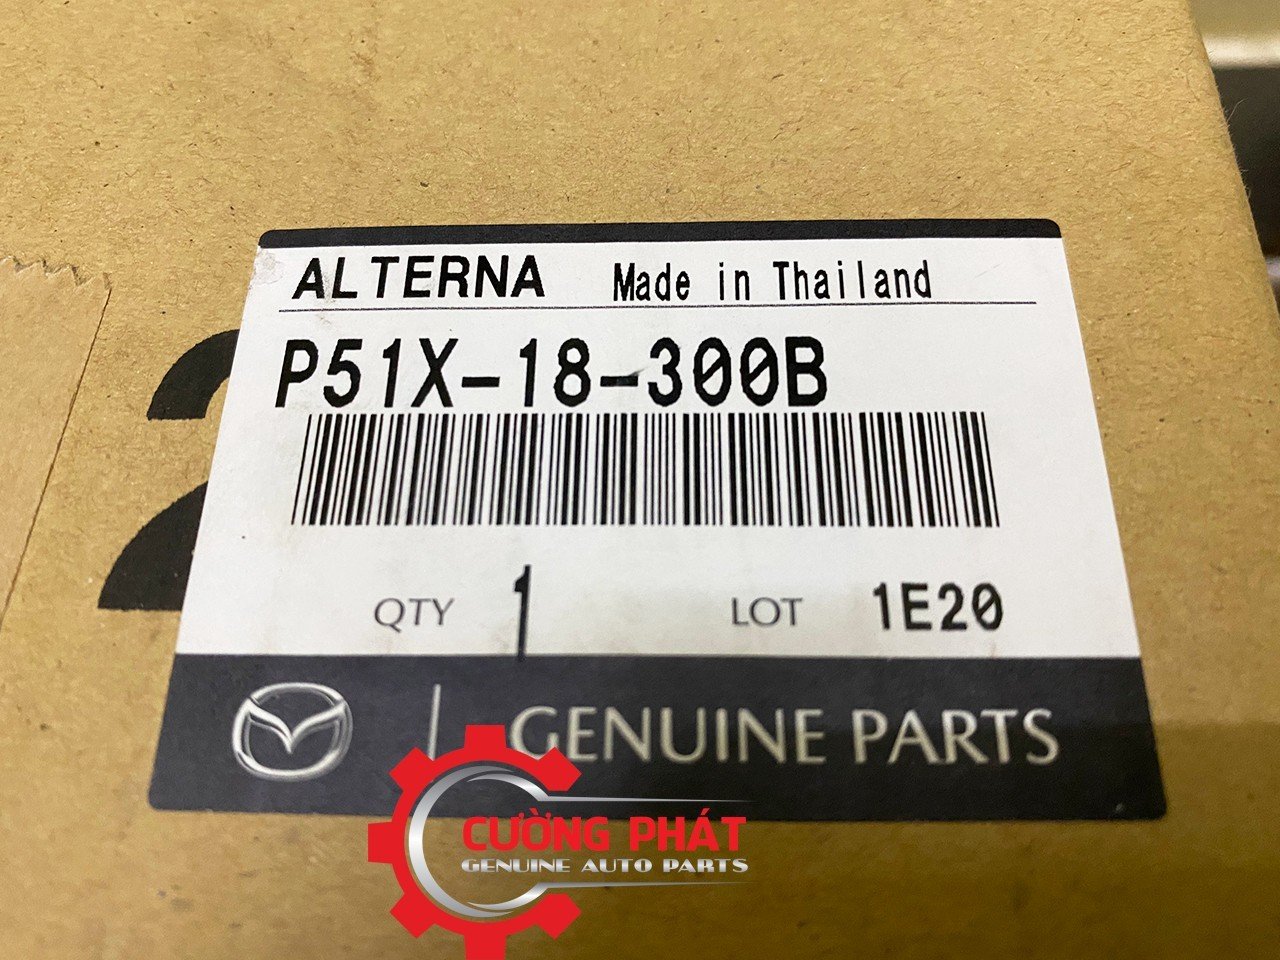 ALTERNA Made in Thailand
P51X-18-300B
QTY 1 LOT 1E20
GENUINE PARTS
CƯỜNG PHÁT
GENUINE AUTO PARTS